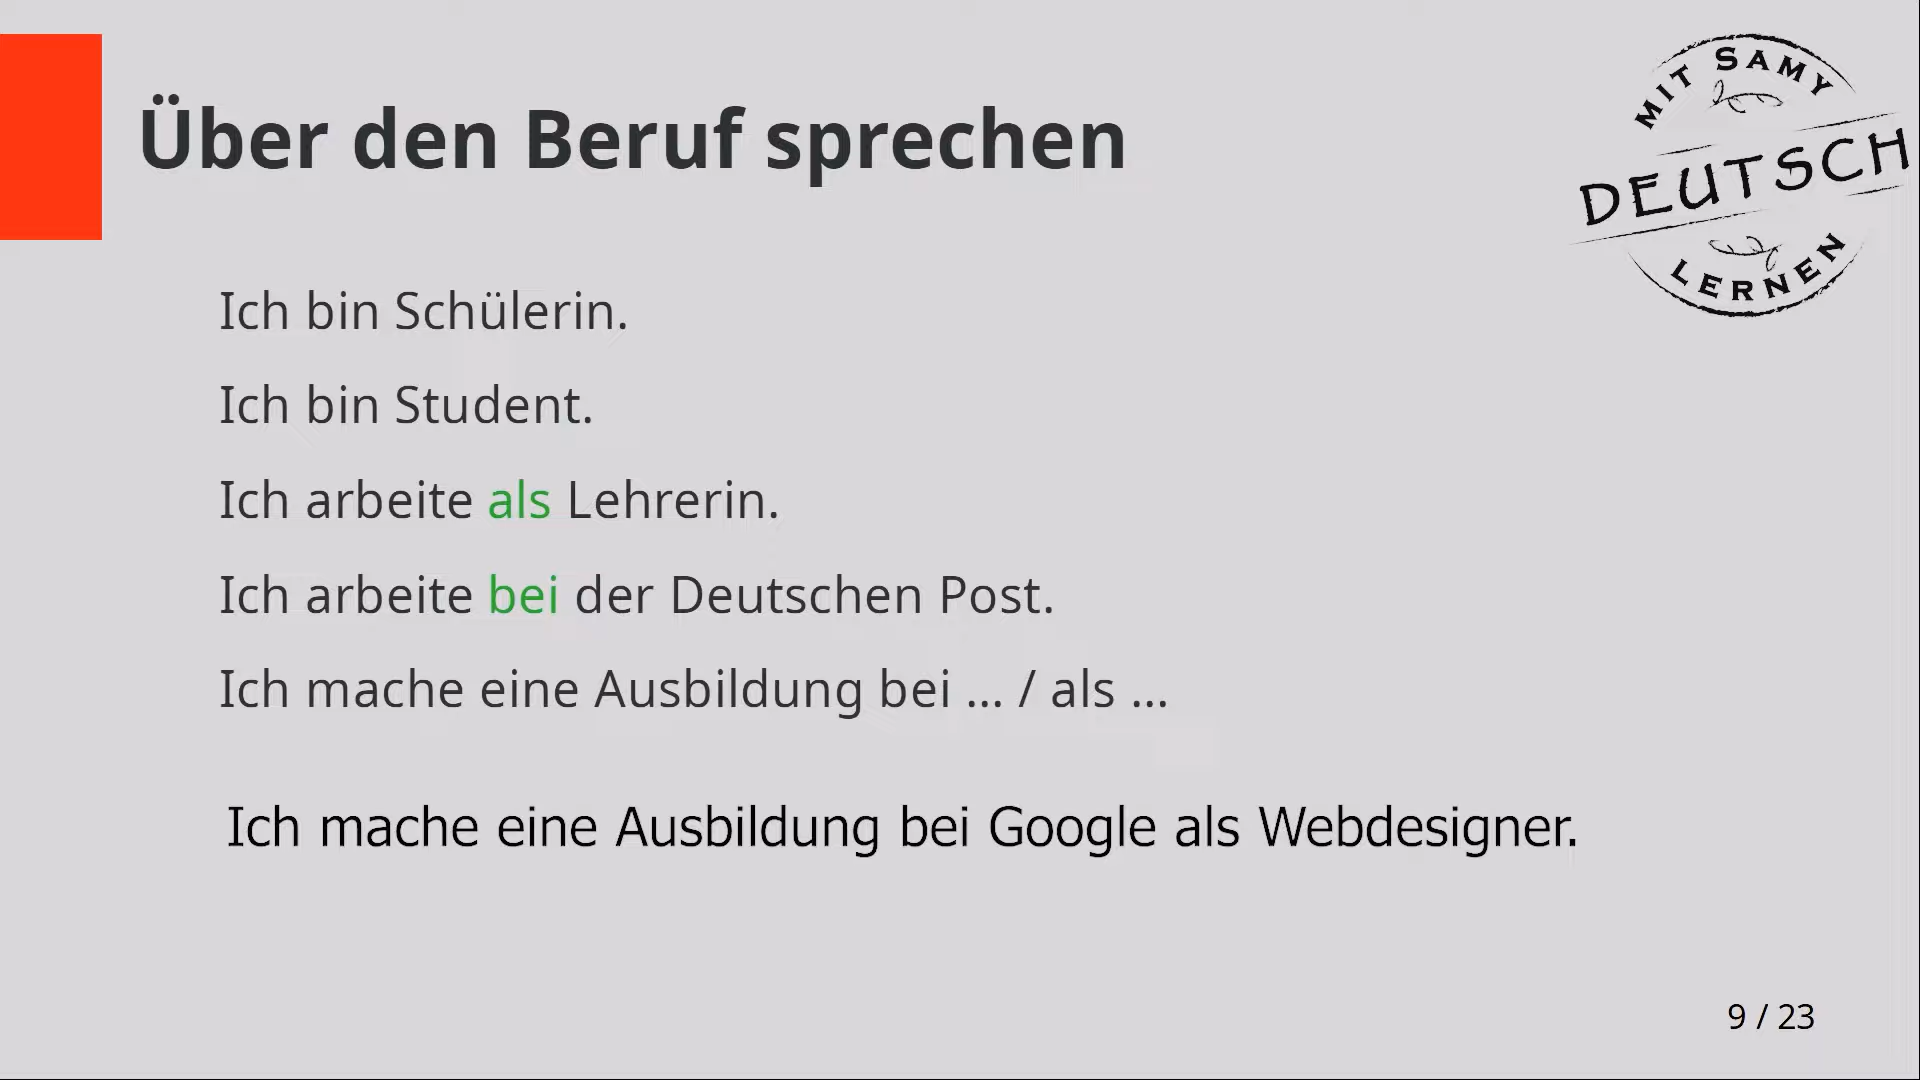 Über den Beruf sprechen
MIT SAMY
DEUTSCH
LERNEN
Ich bin Schülerin.
Ich bin Student.
Ich arbeite als Lehrerin.
Ich arbeite bei der Deutschen Post.
Ich mache eine Ausbildung bei ... / als ...
Ich mache eine Ausbildung bei Google als Webdesigner.
9 / 23